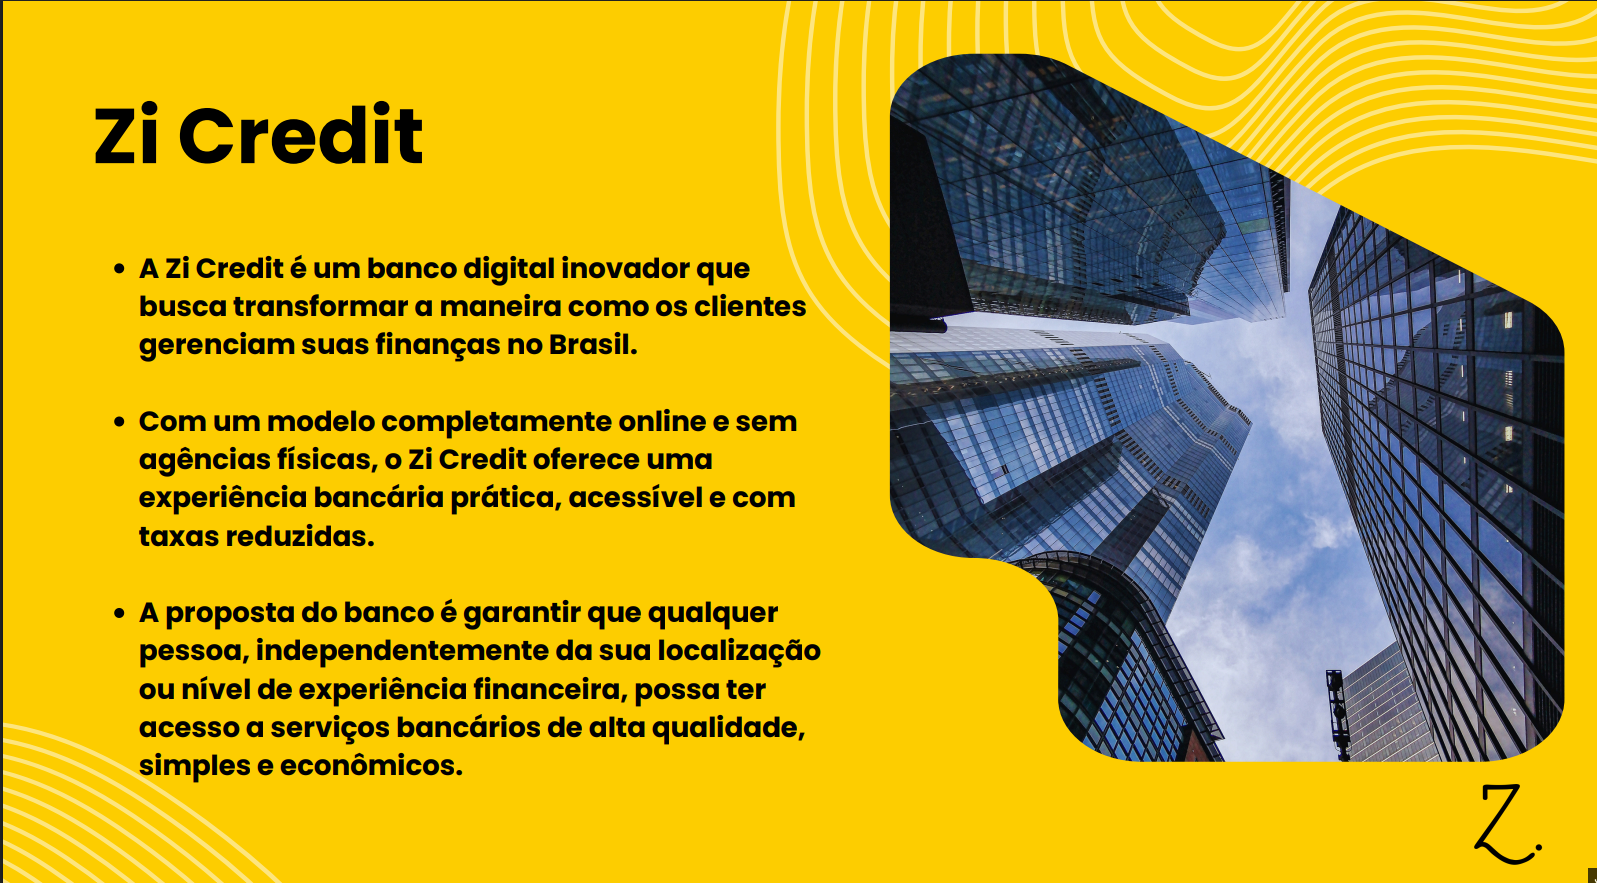 Zi Credit
• A Zi Credit é um banco digital inovador que
busca transformar a maneira como os clientes
gerenciam suas finanças no Brasil.
• Com um modelo completamente online e sem
agências físicas, o Zi Credit oferece uma
experiência bancária prática, acessível e com
taxas reduzidas.
• A proposta do banco é garantir que qualquer
pessoa, independentemente da sua localização
ou nível de experiência financeira, possa ter
acesso a serviços bancários de alta qualidade,
simples e econômicos.
Z.